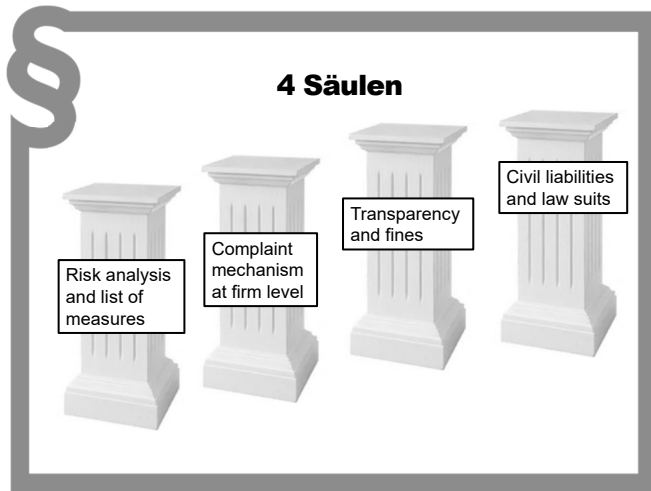 §
4 Säulen
Risk analysis
and list of
measures
Complaint
mechanism
at firm level
Transparency
and fines
Civil liabilities
and law suits